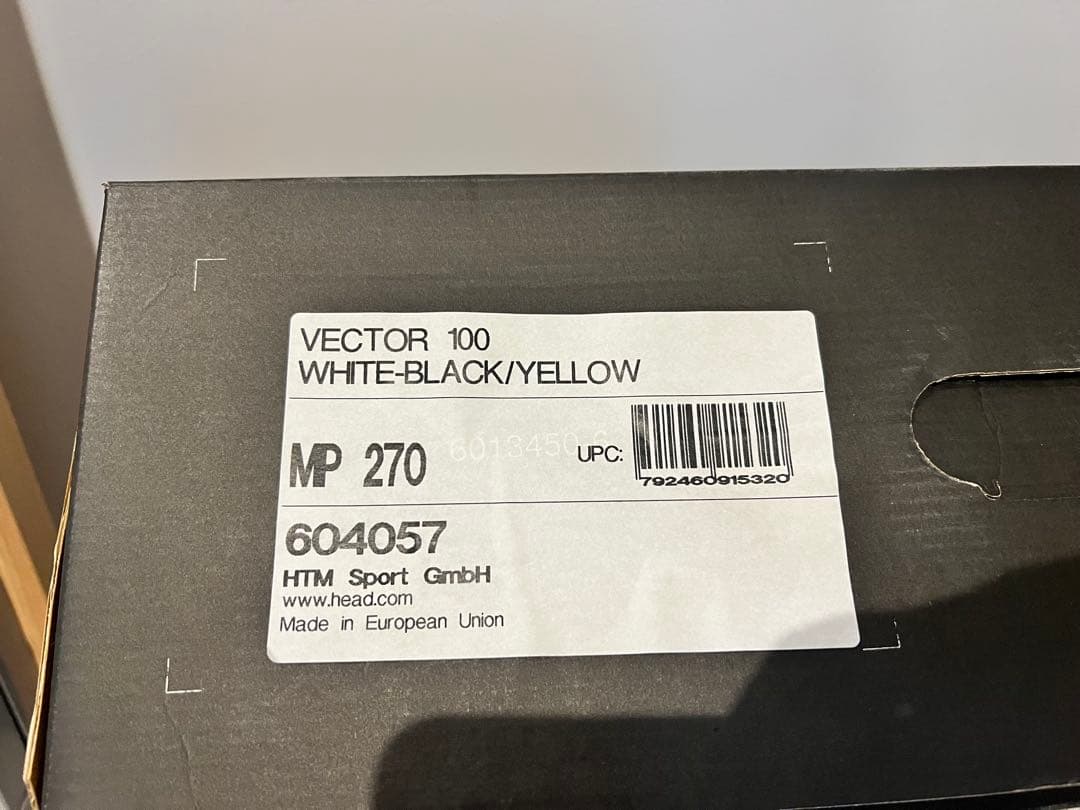 VECTOR 100
WHITE-BLACK/YELLOW
MP 270
UPC:
792460915320
604057
HTM Sport GmbH
www.head.com
Made in European Union